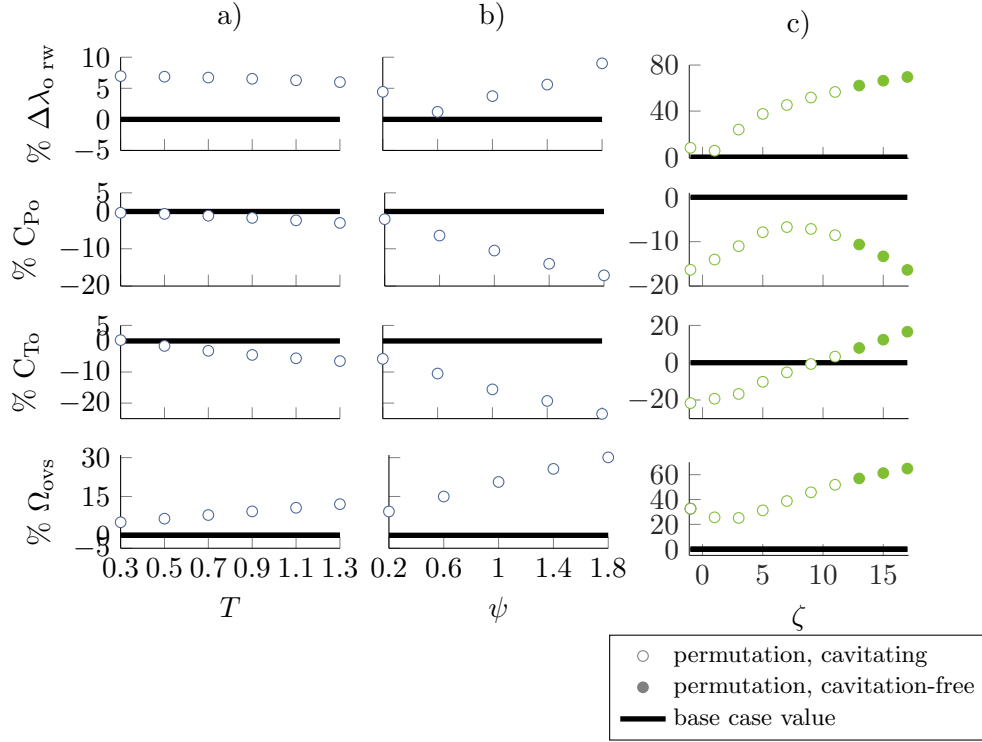 a) b) c)
% Δλo rw
10
5
0
−5
80
40
0
% CPo
5
0
−10
−20
0
−10
−20
% CTo
5
0
−10
−20
20
0
−20
% Ωovs
30
15
0
−5
60
40
20
0
0.3 0.5 0.7 0.9 1.1 1.3
0.2 0.6 1 1.4 1.8
0 5 10 15
T ψ ζ
permutation, cavitating
permutation, cavitation-free
base case value